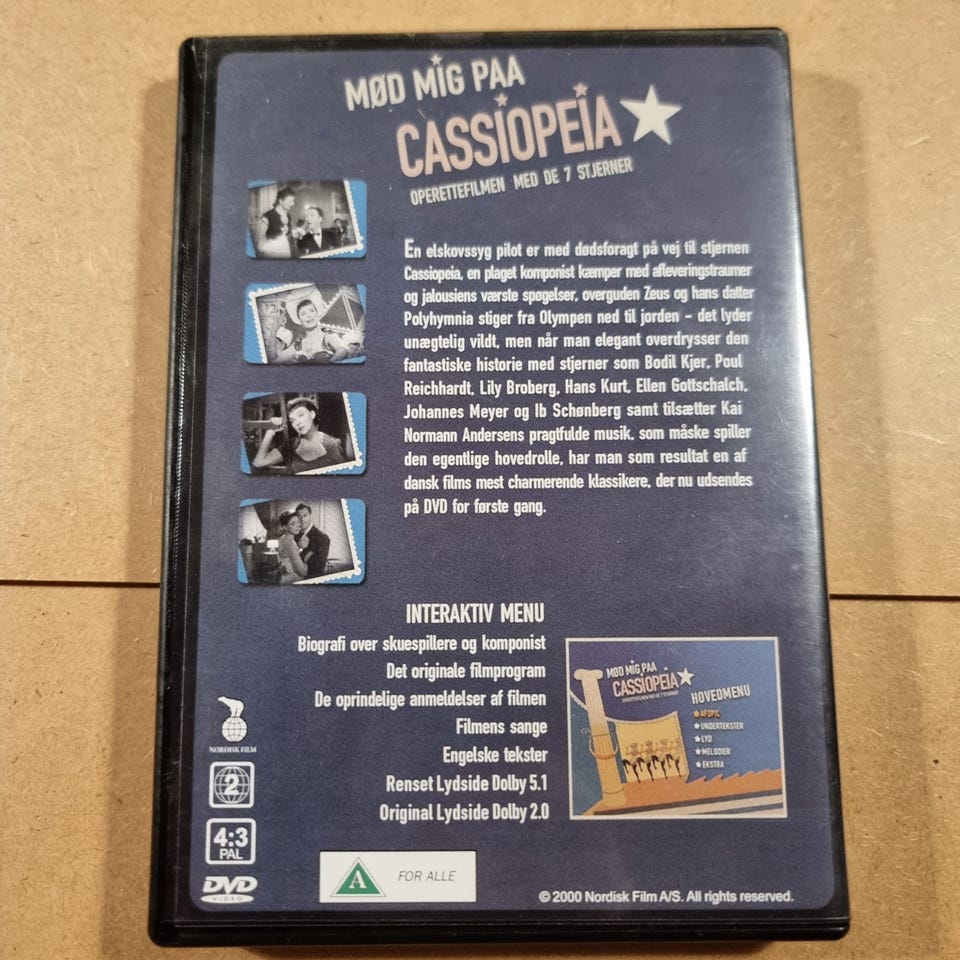 MØD MIG PAA
CASSIOPEIA
OPERETTEFILMEN MED DE 7 STJERNER
En elskovssyg pilot er med dødsforagt på vej til stjernen
Cassiopeia, en plaget komponist kæmper med afleveringstraumer
og jalousiens værste spøgelser, overguden Zeus og hans datter
Polyhymnia stiger fra Olympen ned til jorden - det lyder
unægtelig vildt, men når man elegant overdrysser den
fantastiske historie med stjerner som Bodil Kjer, Poul
Reichhardt, Lily Broberg, Hans Kurt, Ellen Gottschalch,
Johannes Meyer og Ib Schønberg samt tilsætter Kai
Normann Andersens pragtfulde musik, som måske spiller
den egentlige hovedrolle, har man som resultat en af
dansk films mest charmerende klassikere, der nu udsendes
på DVD for første gang.
INTERAKTIV MENU
Biografi over skuespillere og komponist
Det originale filmprogram
De oprindelige anmeldelser af filmen
Filmens sange
Engelske tekster
Renset Lydside Dolby 5.1
Original Lydside Dolby 2.0
MØD MIG PAA
CASSIOPEIA
OPERETTEFILMEN MED DE 7 STJERNER
HOVEDMENU
AFSPIL
UNDERTEKSTER
LYD
MELODIER
EKSTRA
NORDISK FILM
2
4:3
PAL
DVD
VIDEO
A
FOR ALLE
© 2000 Nordisk Film A/S. All rights reserved.